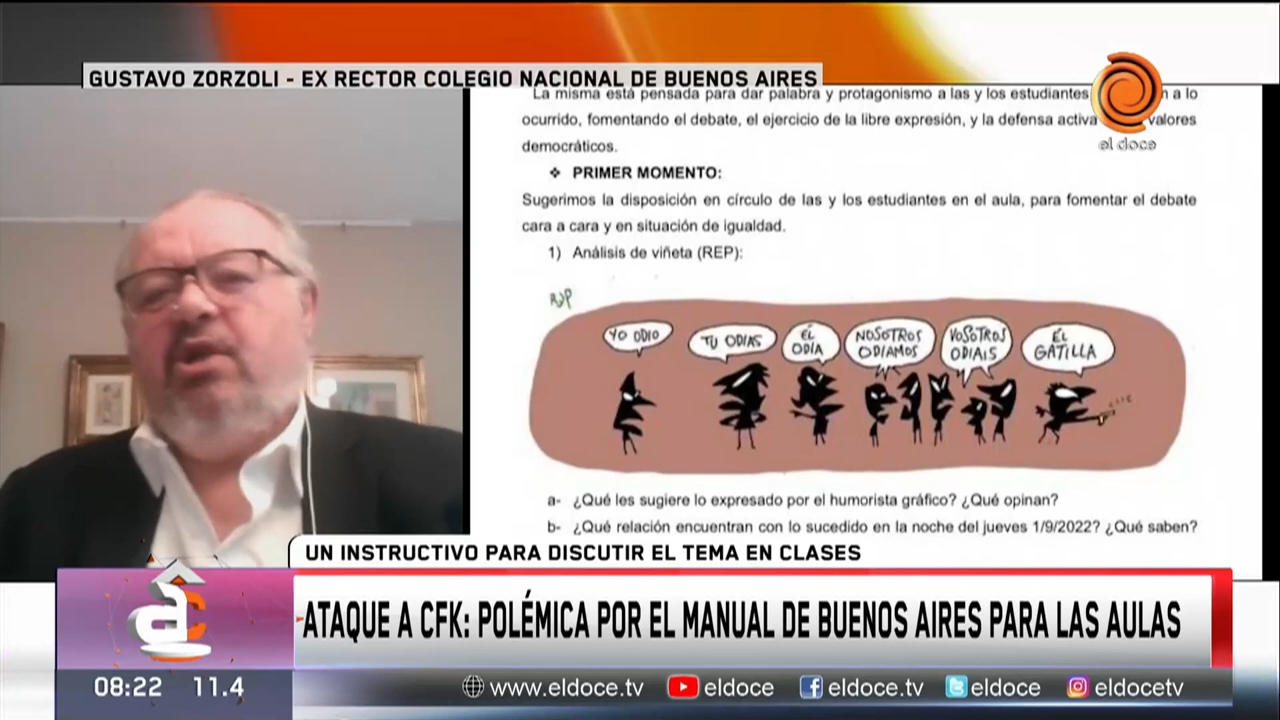 GUSTAVO ZORZOLI - EX RECTOR COLEGIO NACIONAL DE BUENOS AIRES
La misma está pensada para dar palabra y protagonismo a las y los estudiantes a lo
ocurrido, fomentando el debate, el ejercicio de la libre expresión, y la defensa activa valores
democráticos.
el doce
❖ PRIMER MOMENTO:
Sugerimos la disposición en círculo de las y los estudiantes en el aula, para fomentar el debate
cara a cara y en situación de igualdad.
1) Análisis de viñeta (REP):
REP
YO ODIO
TU ODIAS
ÉL
ODIA
NOSOTROS
ODIAMOS
VOSOTROS
ODIAIS
ÉL
GATILLA
a- ¿Qué les sugiere lo expresado por el humorista gráfico? ¿Qué opinan?
b- ¿Qué relación encuentran con lo sucedido en la noche del jueves 1/9/2022? ¿Qué saben?
UN INSTRUCTIVO PARA DISCUTIR EL TEMA EN CLASES
ATAQUE A CFK: POLÉMICA POR EL MANUAL DE BUENOS AIRES PARA LAS AULAS
08:22 11.4
www.eldoce.tv eldoce eldoce.tv eldoce eldocetv